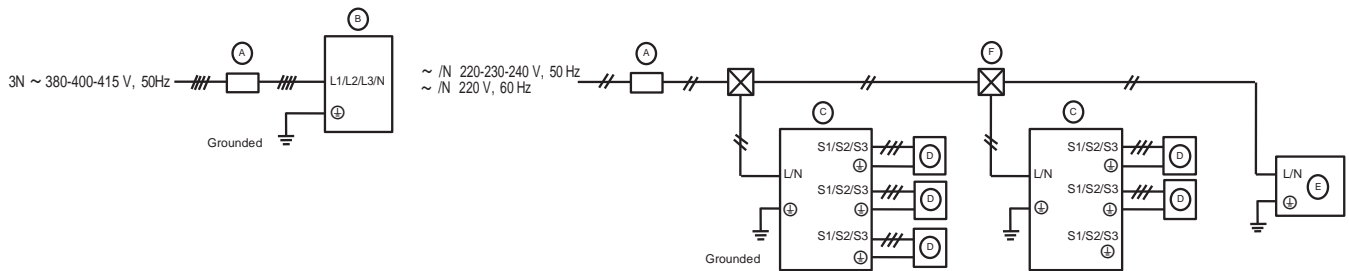 B
A
3N ~ 380-400-415 V, 50Hz
L1/L2/L3/N
Grounded
~ /N 220-230-240 V, 50 Hz
~ /N 220 V, 60 Hz
A
F
C
S1/S2/S3
D
L/N
S1/S2/S3
D
S1/S2/S3
D
Grounded
C
S1/S2/S3
D
L/N
S1/S2/S3
D
S1/S2/S3
L/N
E